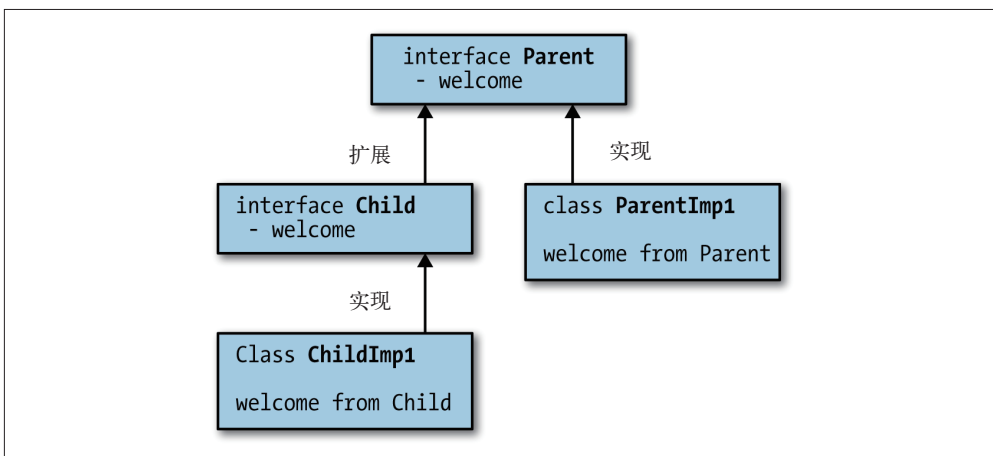 interface Parent
- welcome
扩展
实现
interface Child
- welcome
class ParentImp1
welcome from Parent
实现
Class ChildImp1
welcome from Child